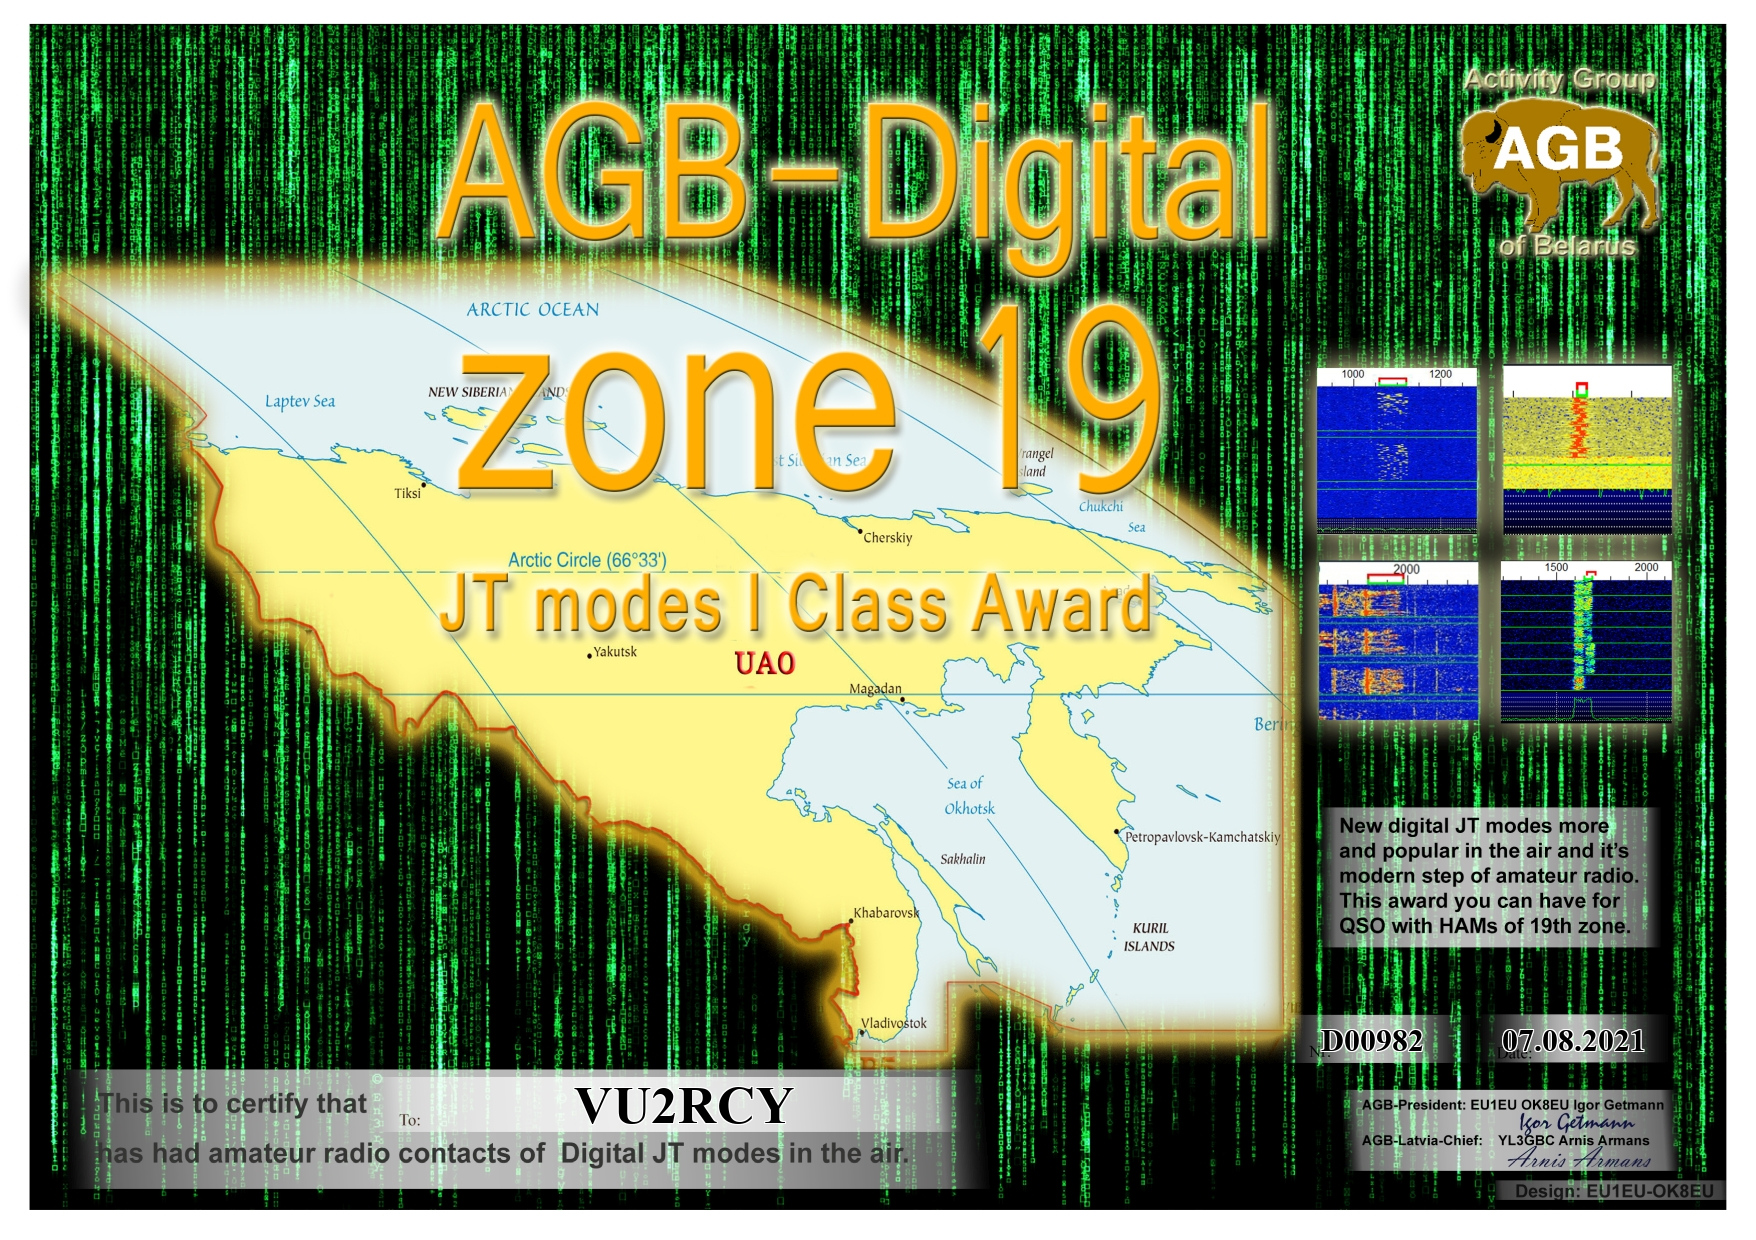 Activity Group
AGB
of Belarus
AGB-Digital
zone 19
JT modes I Class Award
UA0
ARCTIC OCEAN
Laptev Sea
NEW SIBERIAN
Sea
Chukchi
Sea
Tiksi
Cherskiy
Arctic Circle (66°33')
Yakutsk
Magadan
Sea of
Okhotsk
Petropavlovsk-Kamchatskiy
Sakhalin
Khabarovsk
KURIL
ISLANDS
Vladivostok
1000 1200
2000
1500 2000
New digital JT modes more
and popular in the air and it's
modern step of amateur radio.
This award you can have for
QSO with HAMs of 19th zone.
Nr: D00982
Date: 07.08.2021
This is to certify that
To: VU2RCY
has had amateur radio contacts of Digital JT modes in the air.
AGB-President: EU1EU OK8EU Igor Getmann
Igor Getmann
AGB-Latvia-Chief: YL3GBC Arnis Armans
Arnis Armans
Design: EU1EU-OK8EU